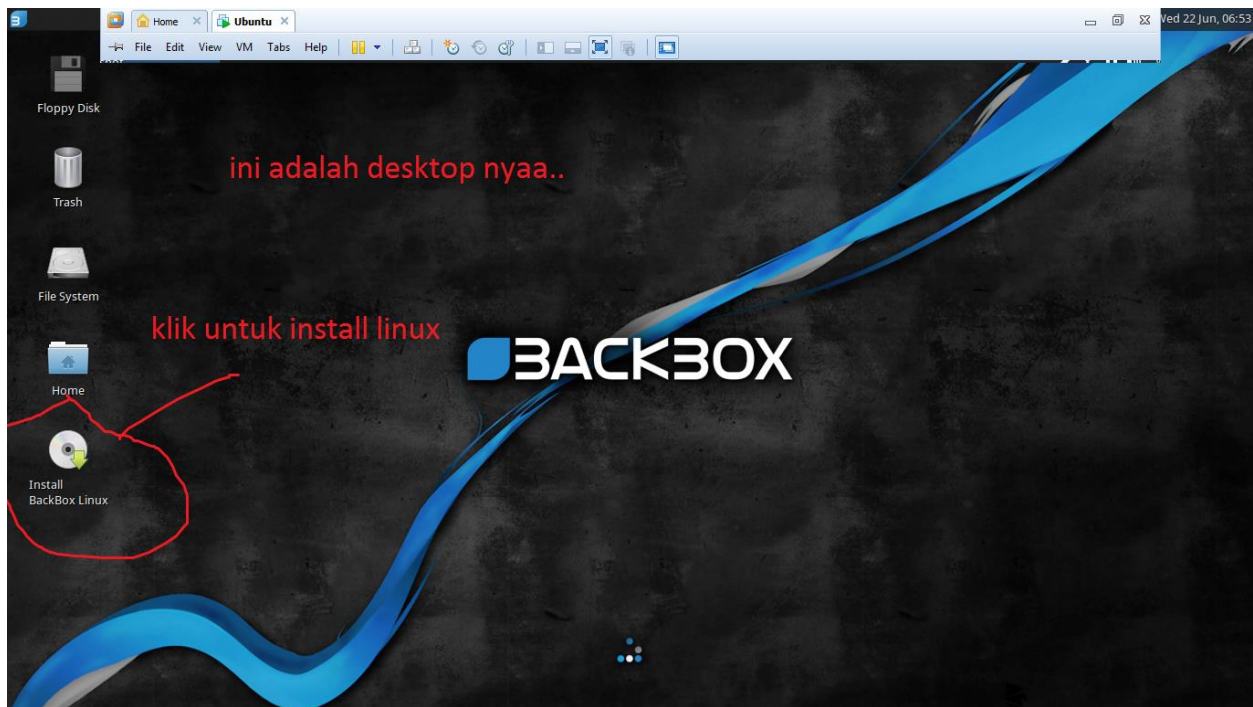 Home
Ubuntu
Wed 22 Jun, 06:53
File Edit View VM Tabs Help
Floppy Disk
ini adalah desktop nyaa..
Trash
File System
klik untuk install linux
BACKBOX
Home
Install
BackBox Linux